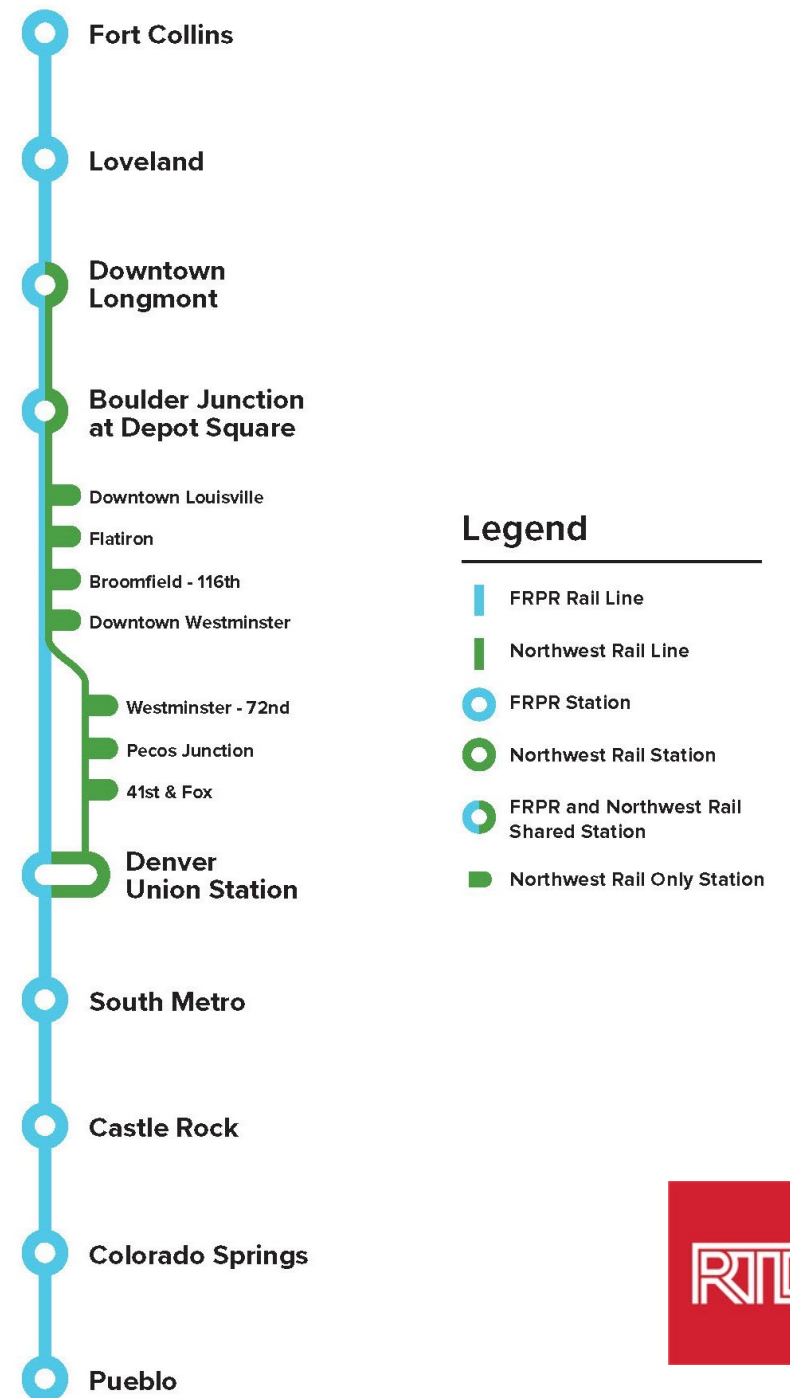 Fort Collins
Loveland
Downtown
Longmont
Boulder Junction
at Depot Square
Downtown Louisville
Flatiron
Broomfield - 116th
Downtown Westminster
Westminster - 72nd
Pecos Junction
41st & Fox
Denver
Union Station
South Metro
Castle Rock
Colorado Springs
Pueblo
Legend
FRPR Rail Line
Northwest Rail Line
FRPR Station
Northwest Rail Station
FRPR and Northwest Rail
Shared Station
Northwest Rail Only Station
RTD